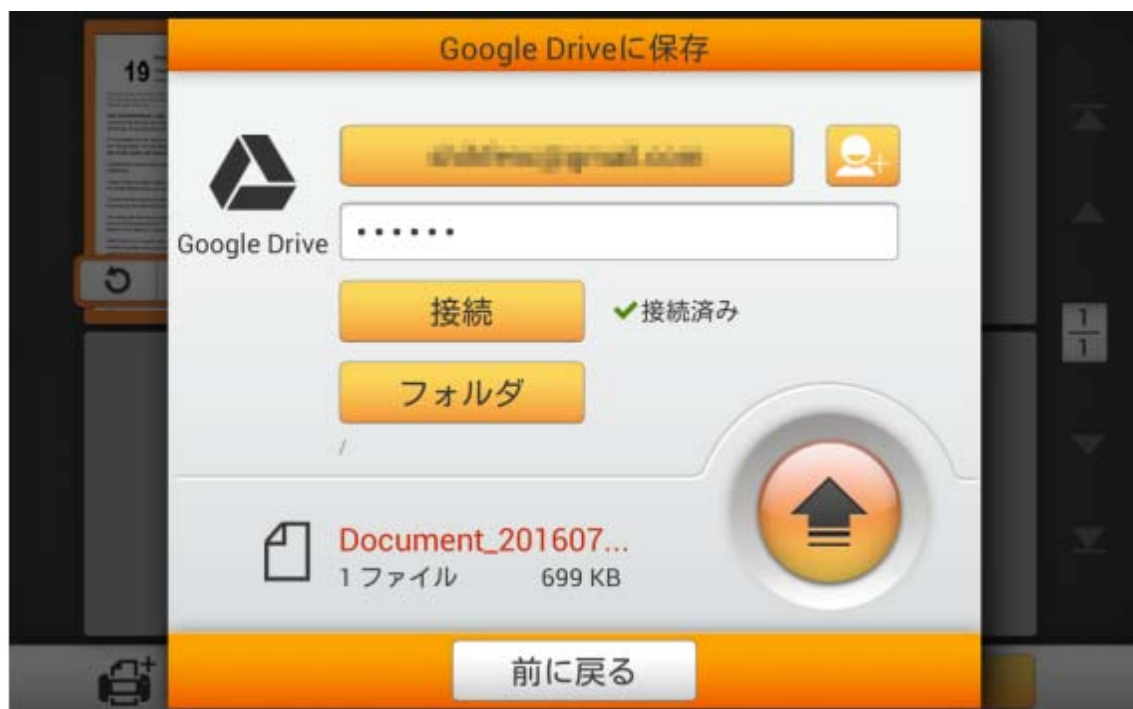 Google Driveに保存
19
Google Drive
••••••
接続
✔接続済み
フォルダ
/
1
1
Document_201607...
1 ファイル 699 KB
前に戻る